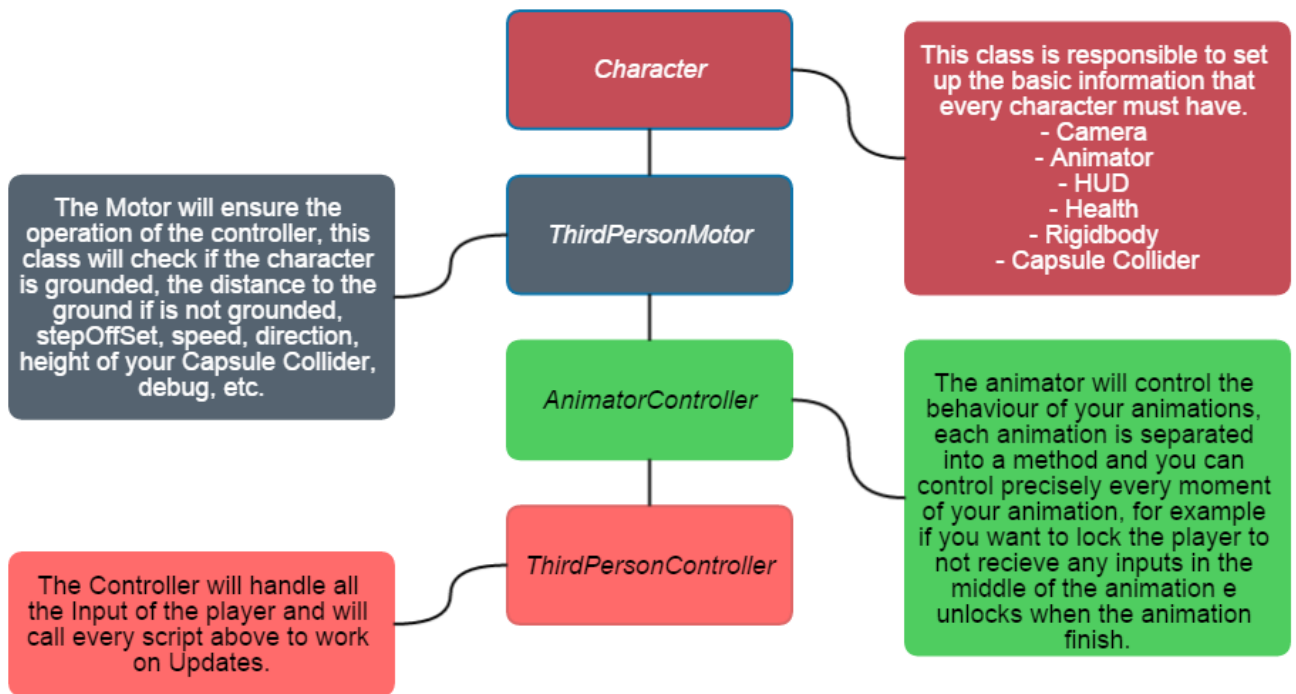 Character
This class is responsible to set
up the basic information that
every character must have.
- Camera
- Animator
- HUD
- Health
- Rigidbody
- Capsule Collider
The Motor will ensure the
operation of the controller, this
class will check if the character
is grounded, the distance to the
ground if is not grounded,
stepOffSet, speed, direction,
height of your Capsule Collider,
debug, etc.
ThirdPersonMotor
AnimatorController
The animator will control the
behaviour of your animations,
each animation is separated
into a method and you can
control precisely every moment
of your animation, for example
if you want to lock the player to
not recieve any inputs in the
middle of the animation e
unlocks when the animation
finish.
ThirdPersonController
The Controller will handle all
the Input of the player and will
call every script above to work
on Updates.